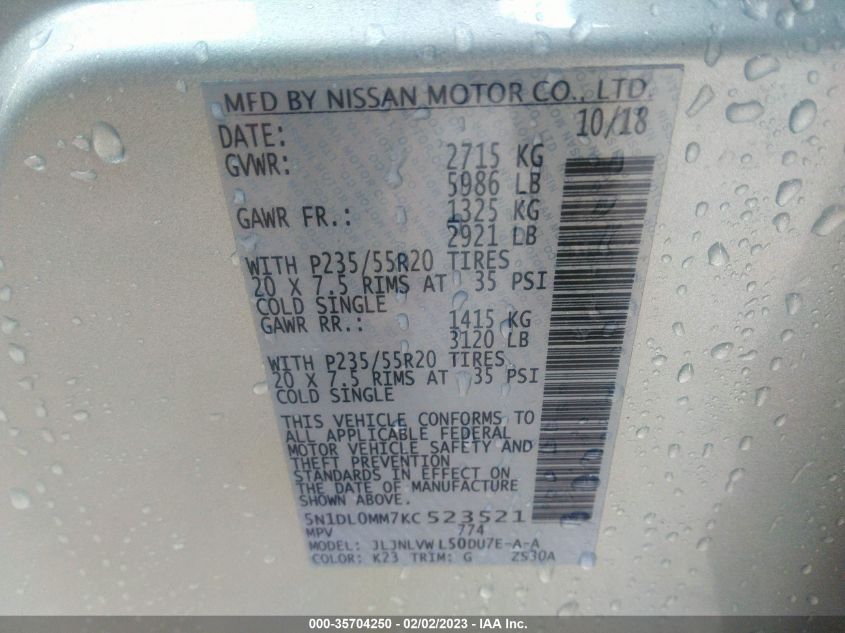 MFD BY NISSAN MOTOR CO., LTD.
DATE: 10/18
GVWR: 2715 KG
5986 LB
GAWR FR.: 1325 KG
2921 LB
WITH P235/55R20 TIRES
20 X 7.5 RIMS AT 35 PSI
COLD SINGLE
GAWR RR.: 1415 KG
3120 LB
WITH P235/55R20 TIRES
20 X 7.5 RIMS AT 35 PSI
COLD SINGLE
THIS VEHICLE CONFORMS TO
ALL APPLICABLE FEDERAL
MOTOR VEHICLE SAFETY AND
THEFT PREVENTION
STANDARDS IN EFFECT ON
THE DATE OF MANUFACTURE
SHOWN ABOVE.
5N1DL0MM7KC 523521
MPV 774
MODEL: JLJNLVW L50DU7E-A-A
COLOR: K23 TRIM: G ZS30A
000-35704250 - 02/02/2023 - IAA Inc.